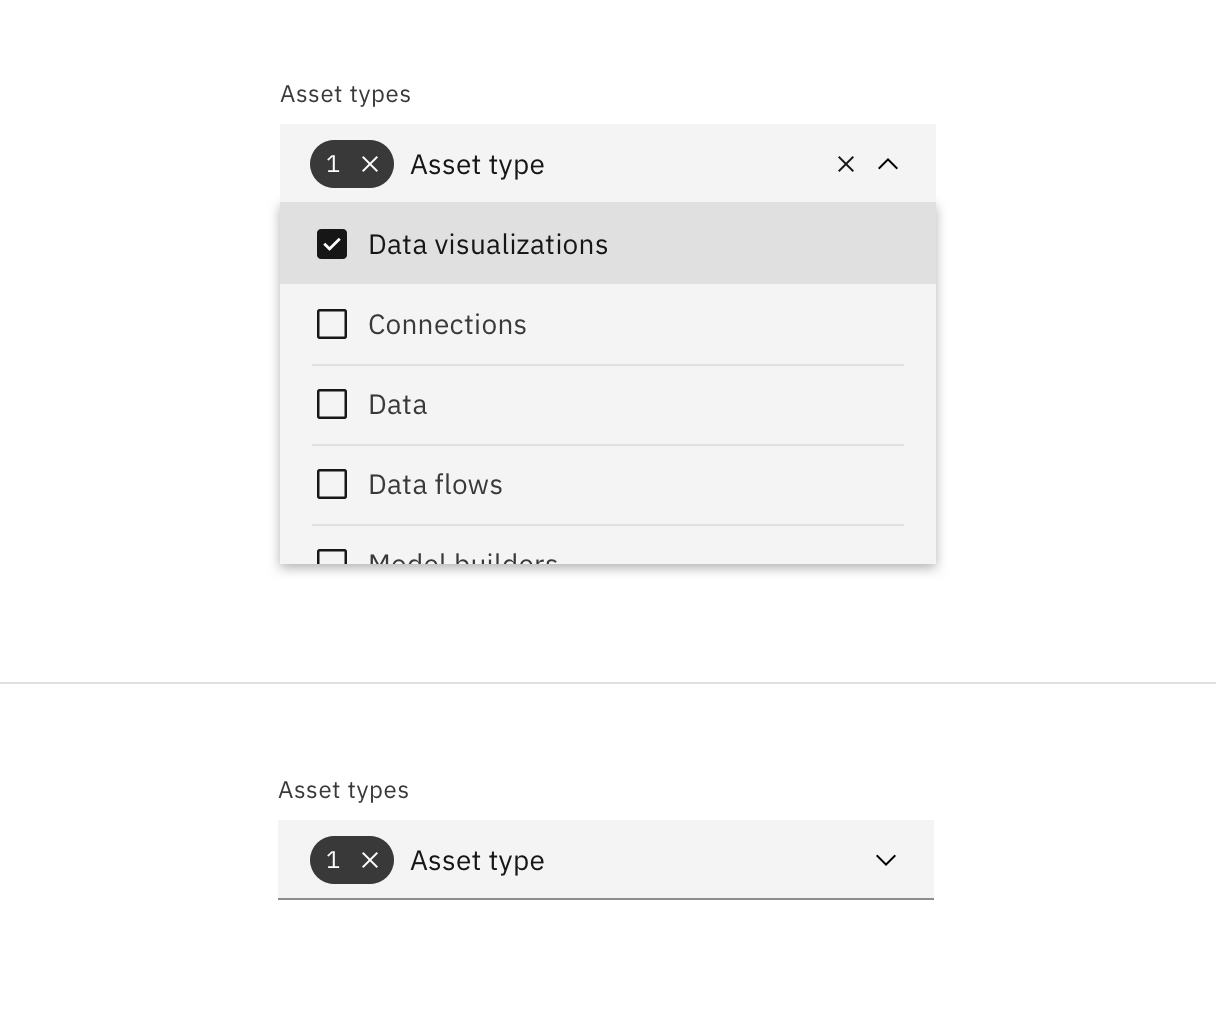 Asset types
1 Asset type
Data visualizations
Connections
Data
Data flows
Model builders
Asset types
1 Asset type